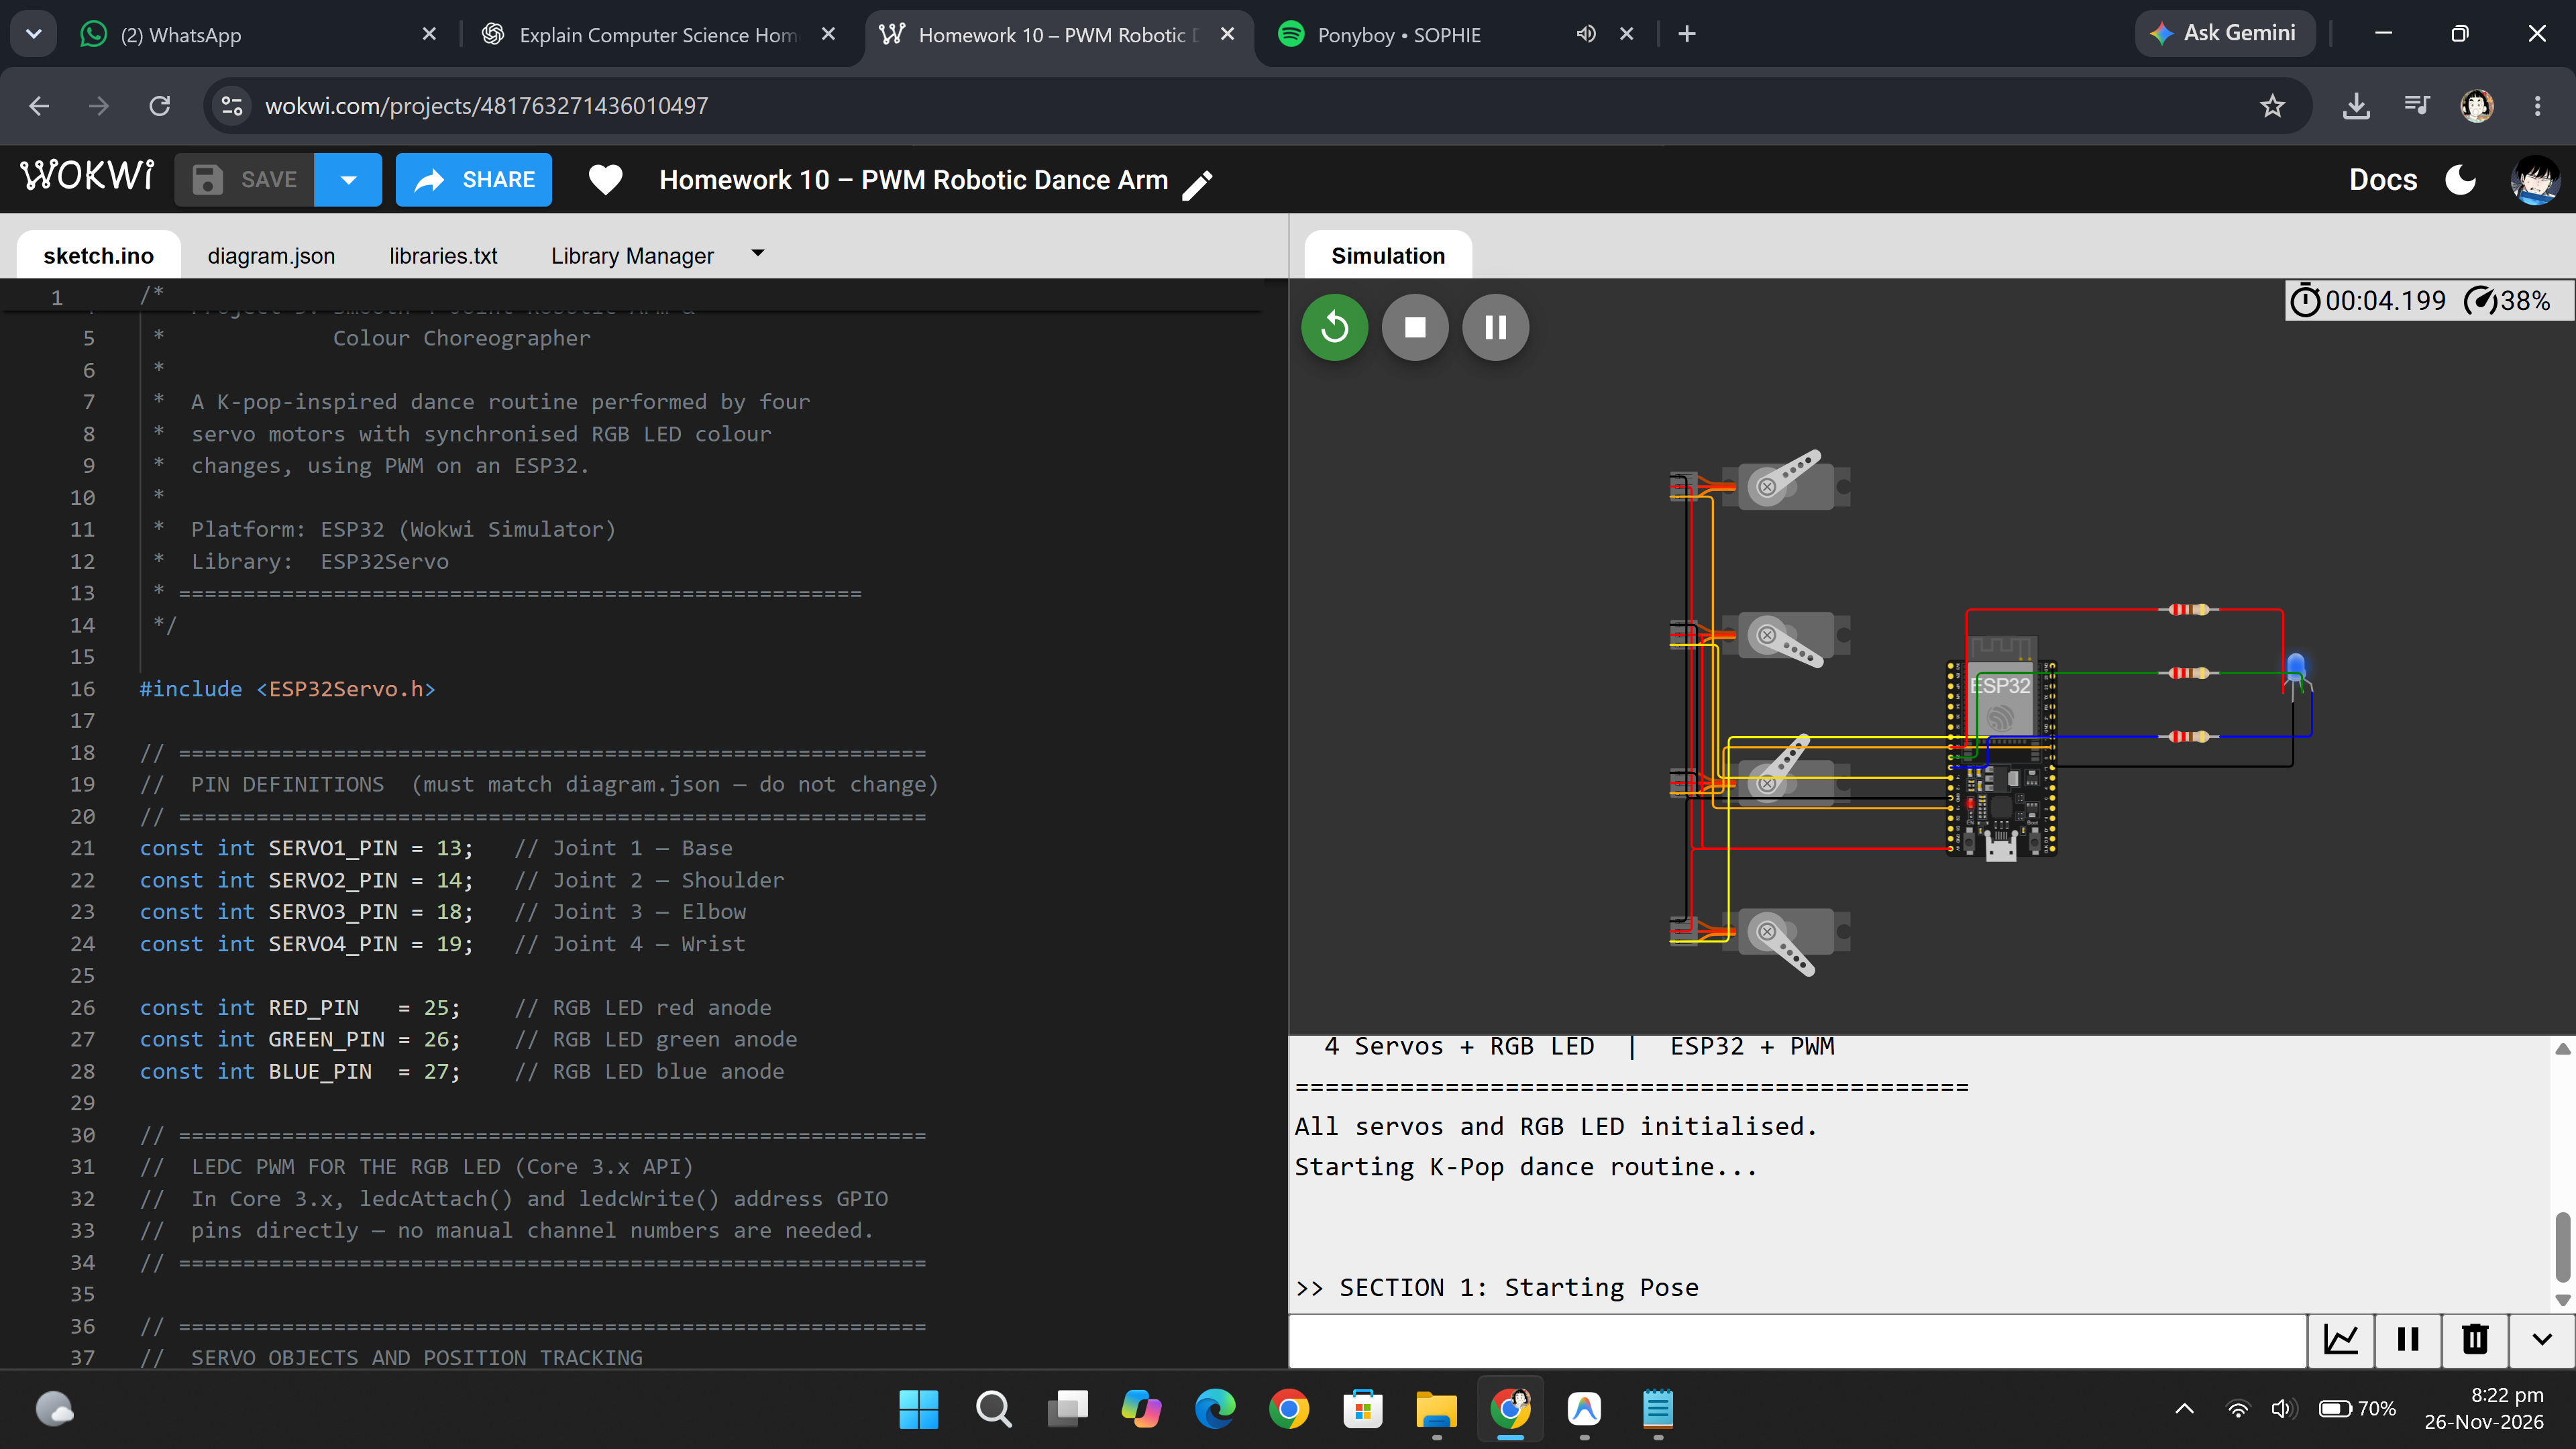 (2) WhatsApp
Explain Computer Science Hom
Homework 10 – PWM Robotic D
Ponyboy • SOPHIE
Ask Gemini
wokwi.com/projects/481763271436010497
WOKWi
SAVE
SHARE
Homework 10 – PWM Robotic Dance Arm
Docs
sketch.ino
diagram.json
libraries.txt
Library Manager
Simulation
1 /*
5 * Colour Choreographer
6 *
7 * A K-pop-inspired dance routine performed by four
8 * servo motors with synchronised RGB LED colour
9 * changes, using PWM on an ESP32.
10 *
11 * Platform: ESP32 (Wokwi Simulator)
12 * Library: ESP32Servo
13 * =====================================================
14 */
15
16 #include <ESP32Servo.h>
17
18 // ==========================================================
19 // PIN DEFINITIONS (must match diagram.json — do not change)
20 // ==========================================================
21 const int SERVO1_PIN = 13; // Joint 1 — Base
22 const int SERVO2_PIN = 14; // Joint 2 — Shoulder
23 const int SERVO3_PIN = 18; // Joint 3 — Elbow
24 const int SERVO4_PIN = 19; // Joint 4 — Wrist
25
26 const int RED_PIN = 25; // RGB LED red anode
27 const int GREEN_PIN = 26; // RGB LED green anode
28 const int BLUE_PIN = 27; // RGB LED blue anode
29
30 // ==========================================================
31 // LEDC PWM FOR THE RGB LED (Core 3.x API)
32 // In Core 3.x, ledcAttach() and ledcWrite() address GPIO
33 // pins directly — no manual channel numbers are needed.
34 // ==========================================================
35
36 // ==========================================================
37 // SERVO OBJECTS AND POSITION TRACKING
00:04.199 38%
ESP32
4 Servos + RGB LED | ESP32 + PWM
=============================================
All servos and RGB LED initialised.
Starting K-Pop dance routine...
>> SECTION 1: Starting Pose
70%
8:22 pm
26-Nov-2026